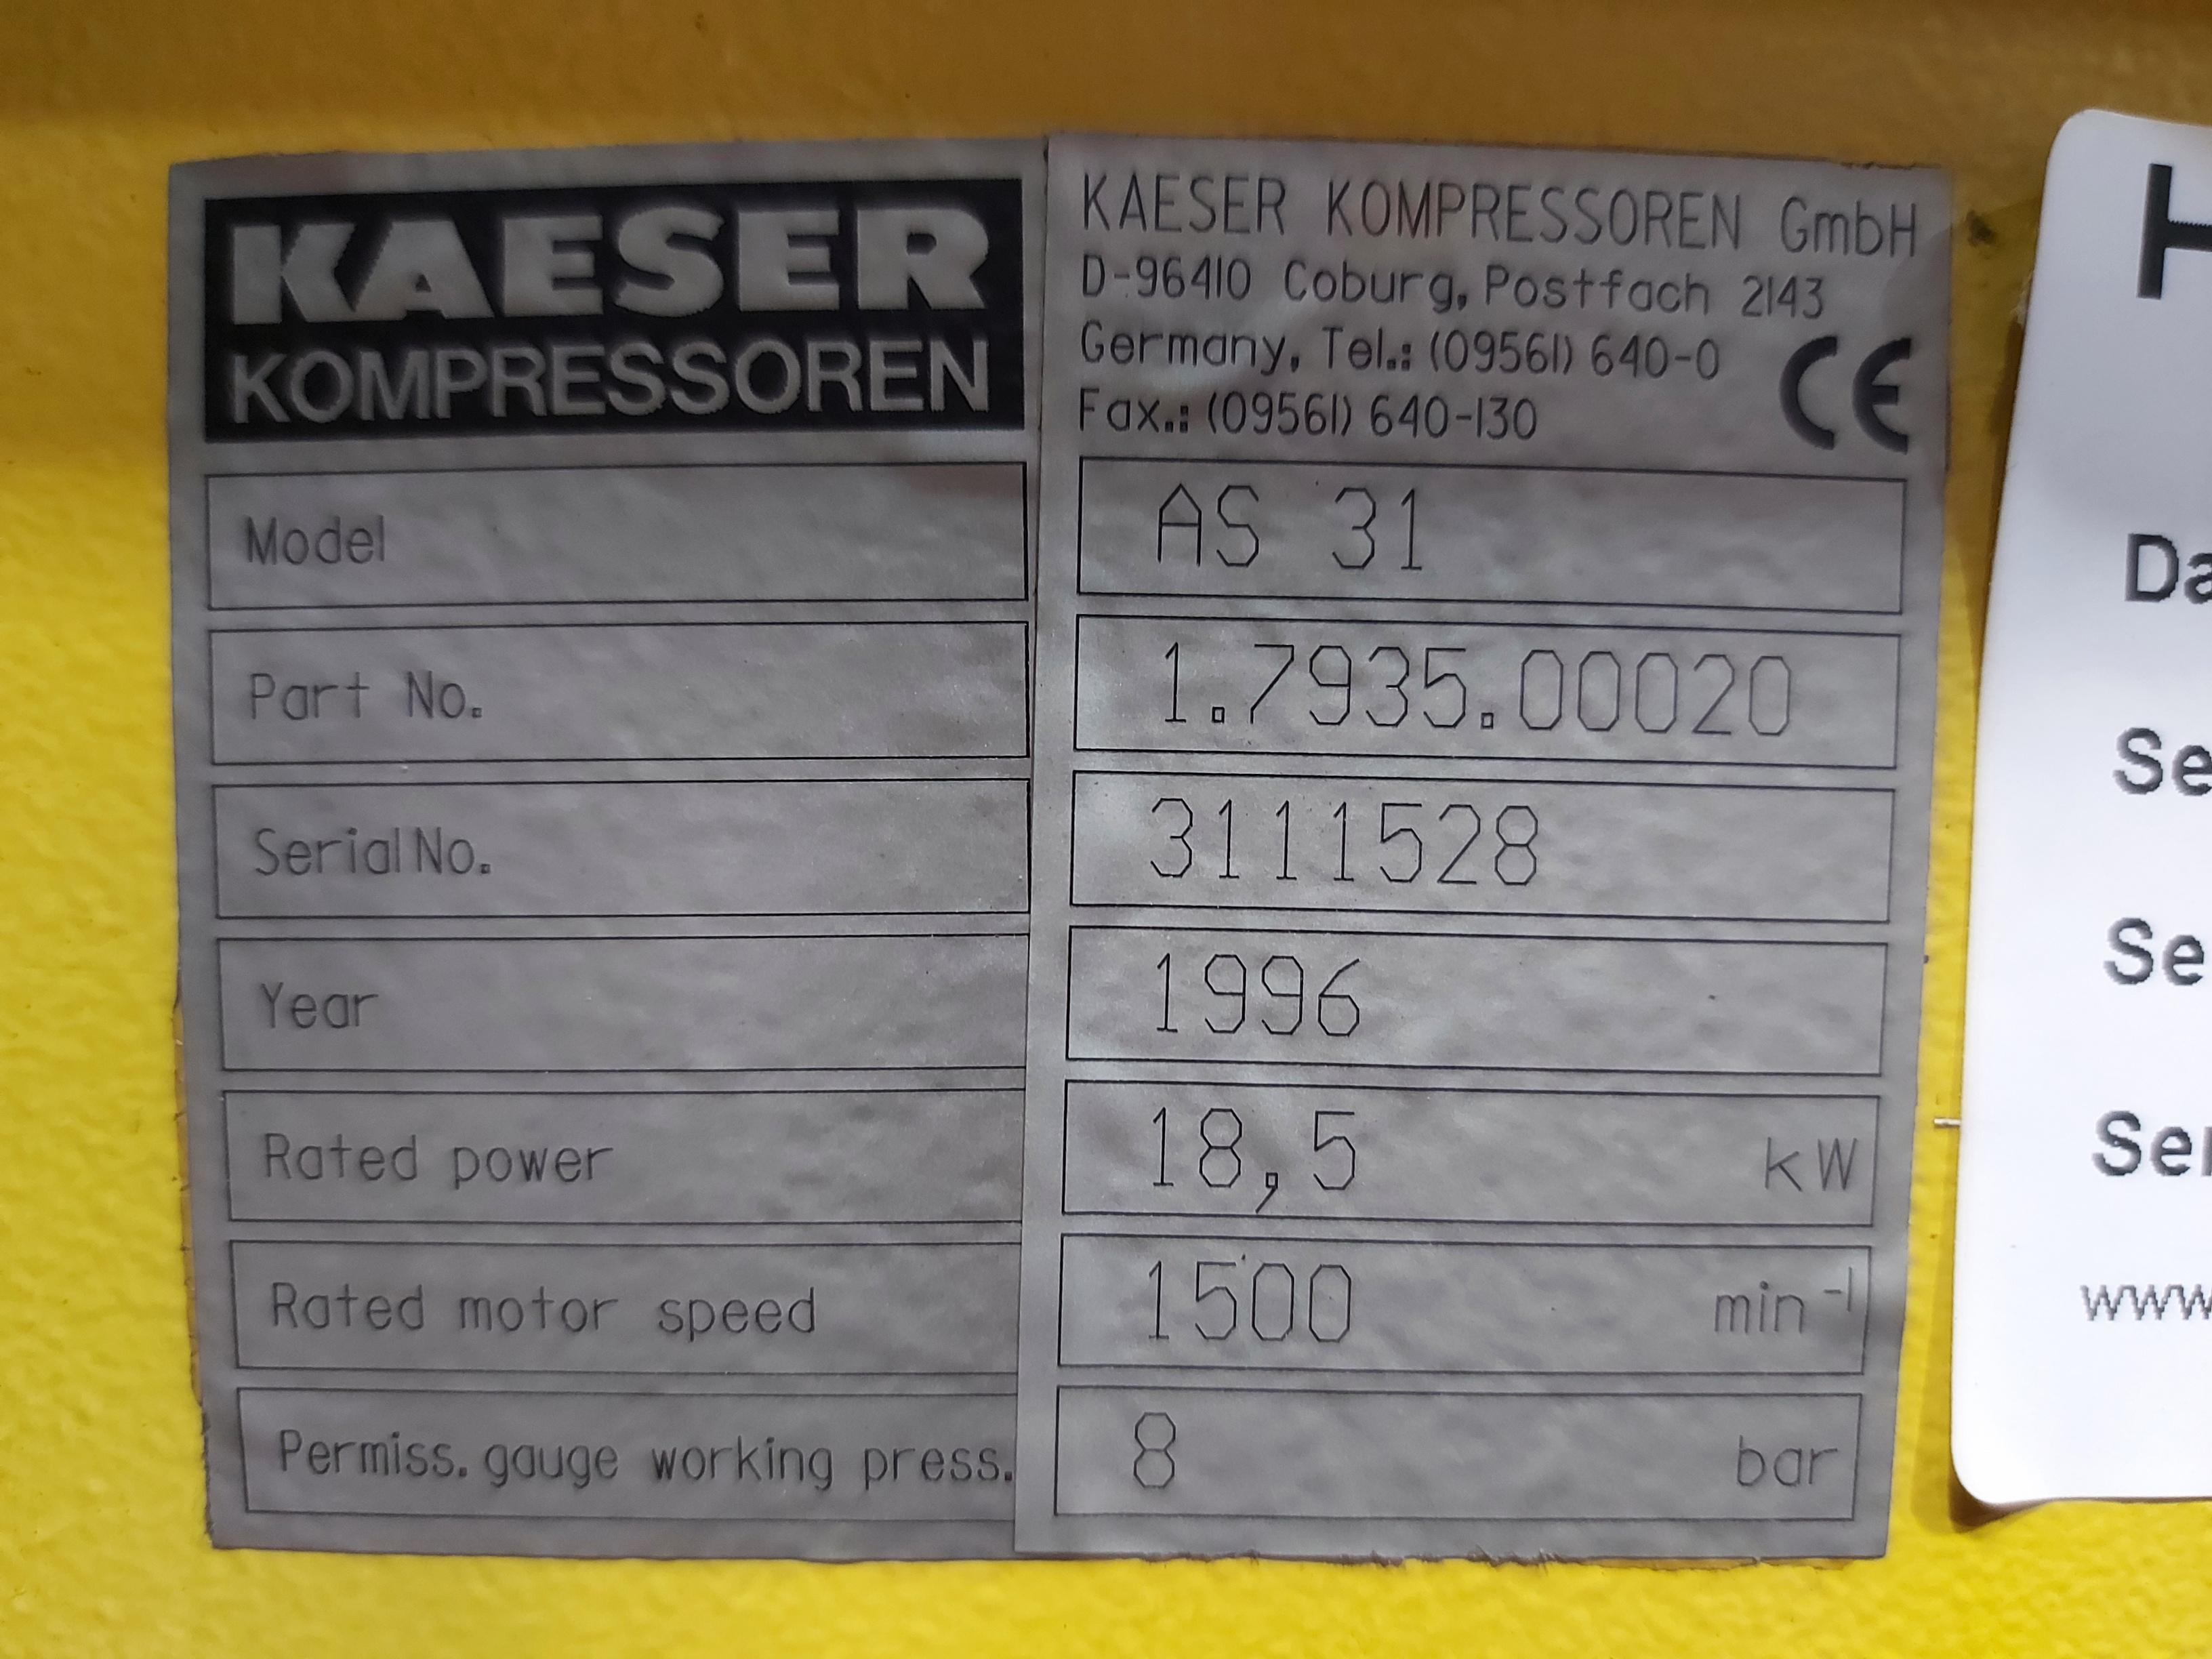 KAESER
KOMPRESSOREN
KAESER KOMPRESSOREN GmbH
D-96410 Coburg, Postfach 2143
Germany, Tel.: (09561) 640-0
Fax.: (09561) 640-130
CE
Model AS 31
Part No. 1.7935.00020
Serial No. 3111528
Year 1996
Rated power 18,5 kW
Rated motor speed 1500 min⁻¹
Permiss. gauge working press. 8 bar